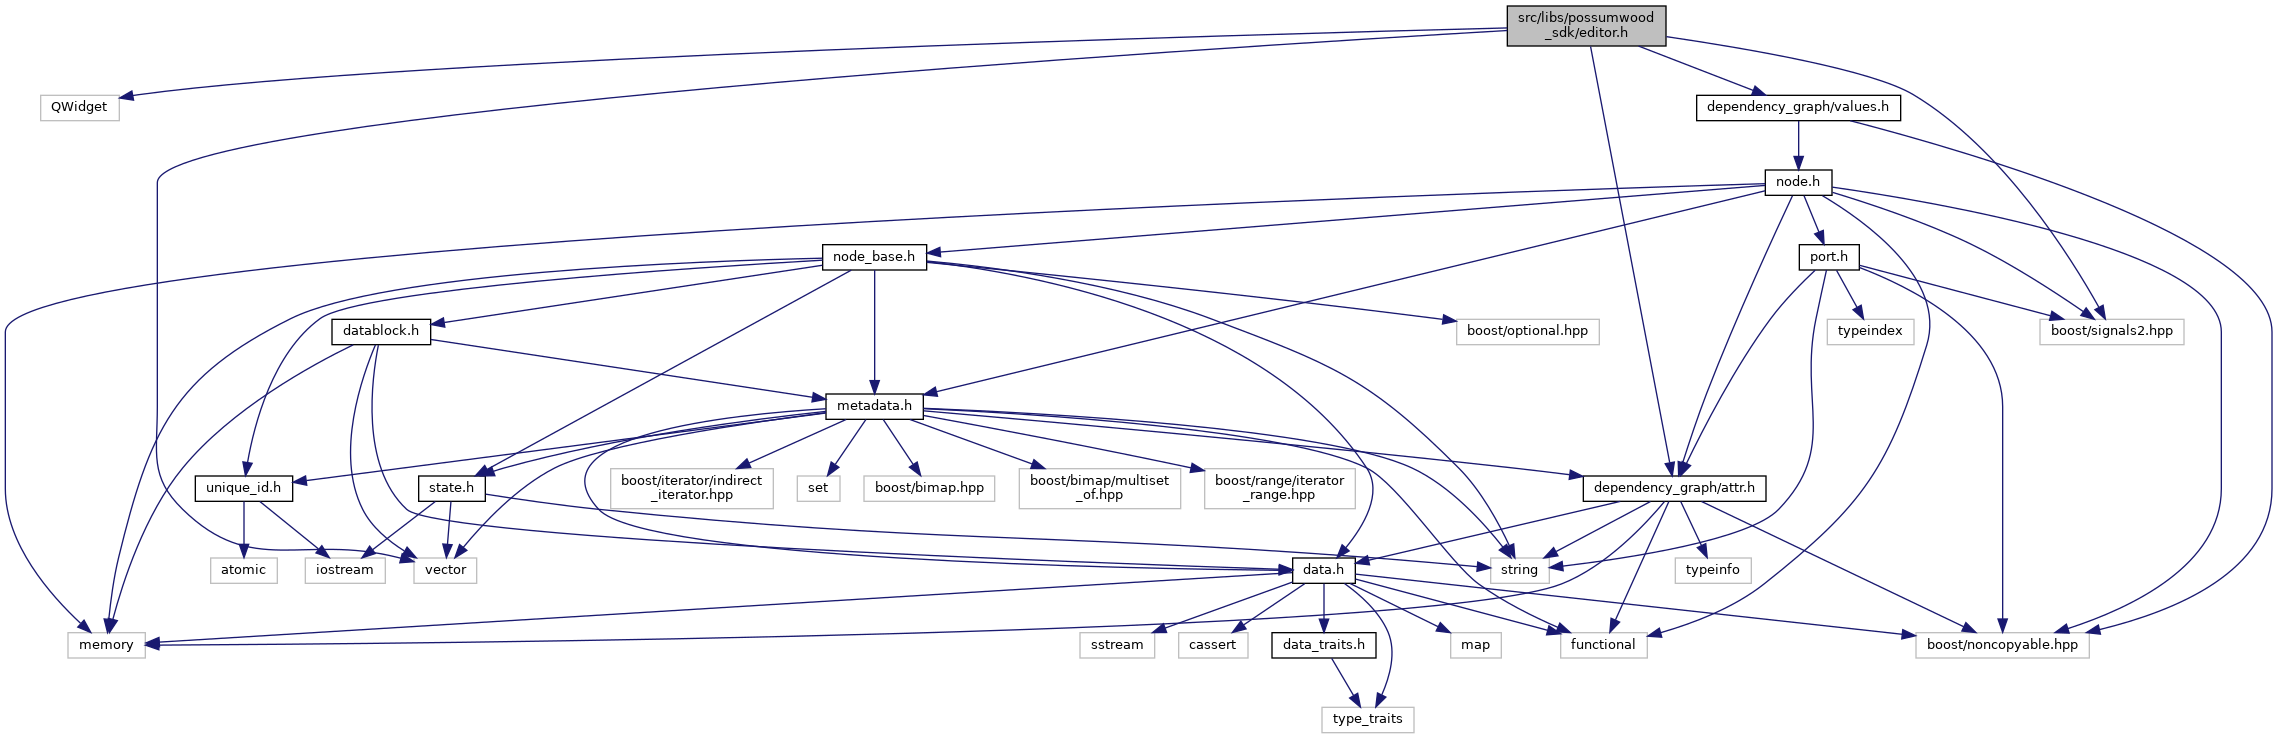 src/libs/possumwood
_sdk/editor.h
QWidget
dependency_graph/values.h
node.h
node_base.h
port.h
datablock.h
boost/optional.hpp
typeindex
boost/signals2.hpp
metadata.h
unique_id.h
state.h
boost/iterator/indirect
_iterator.hpp
set
boost/bimap.hpp
boost/bimap/multiset
_of.hpp
boost/range/iterator
_range.hpp
dependency_graph/attr.h
atomic
iostream
vector
data.h
string
typeinfo
memory
sstream
cassert
data_traits.h
map
functional
boost/noncopyable.hpp
type_traits